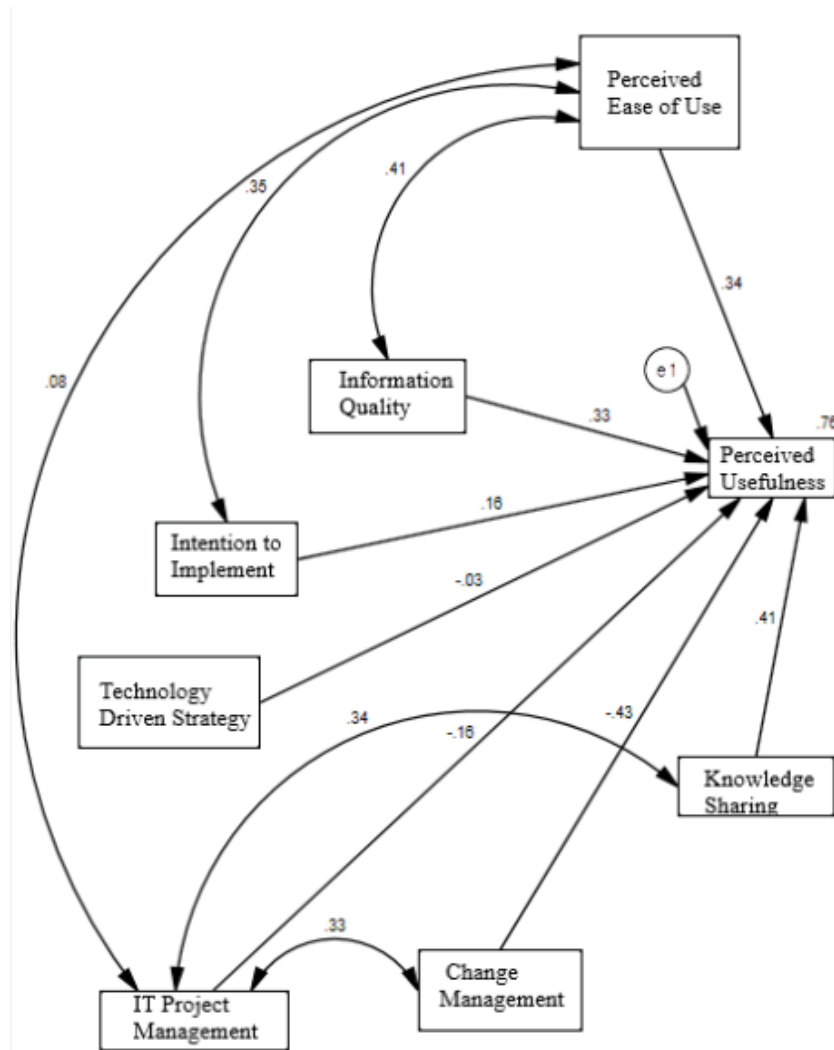 Perceived
Ease of Use
.41
.35
.34
.08
Information
Quality
e1
.33
.76
Perceived
Usefulness
.16
Intention to
Implement
-.03
.41
Technology
Driven Strategy
.34
-.16
-.43
Knowledge
Sharing
.33
Change
Management
IT Project
Management